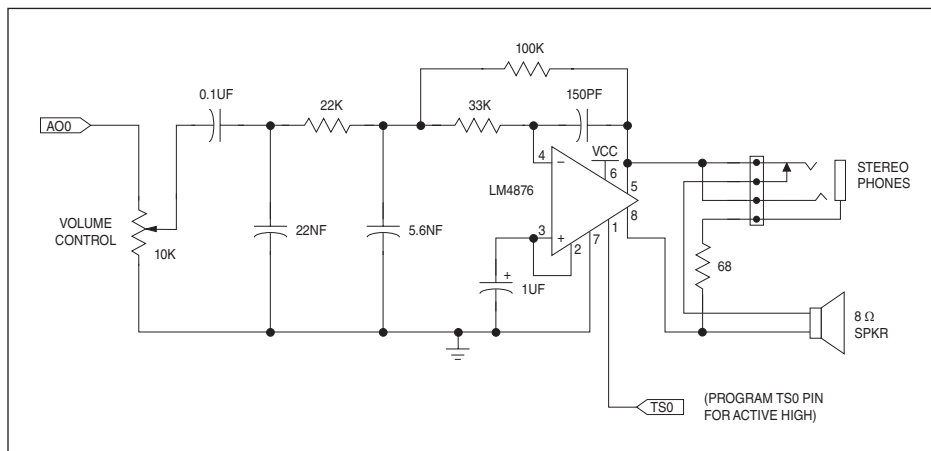 100K
0.1UF
22K
33K
150PF
AO0
VCC
4
–
6
LM4876
5
8
STEREO
PHONES
VOLUME
CONTROL
10K
22NF
5.6NF
3
+
2
7
1
+
1UF
68
8 Ω
SPKR
TS0
(PROGRAM TS0 PIN
FOR ACTIVE HIGH)